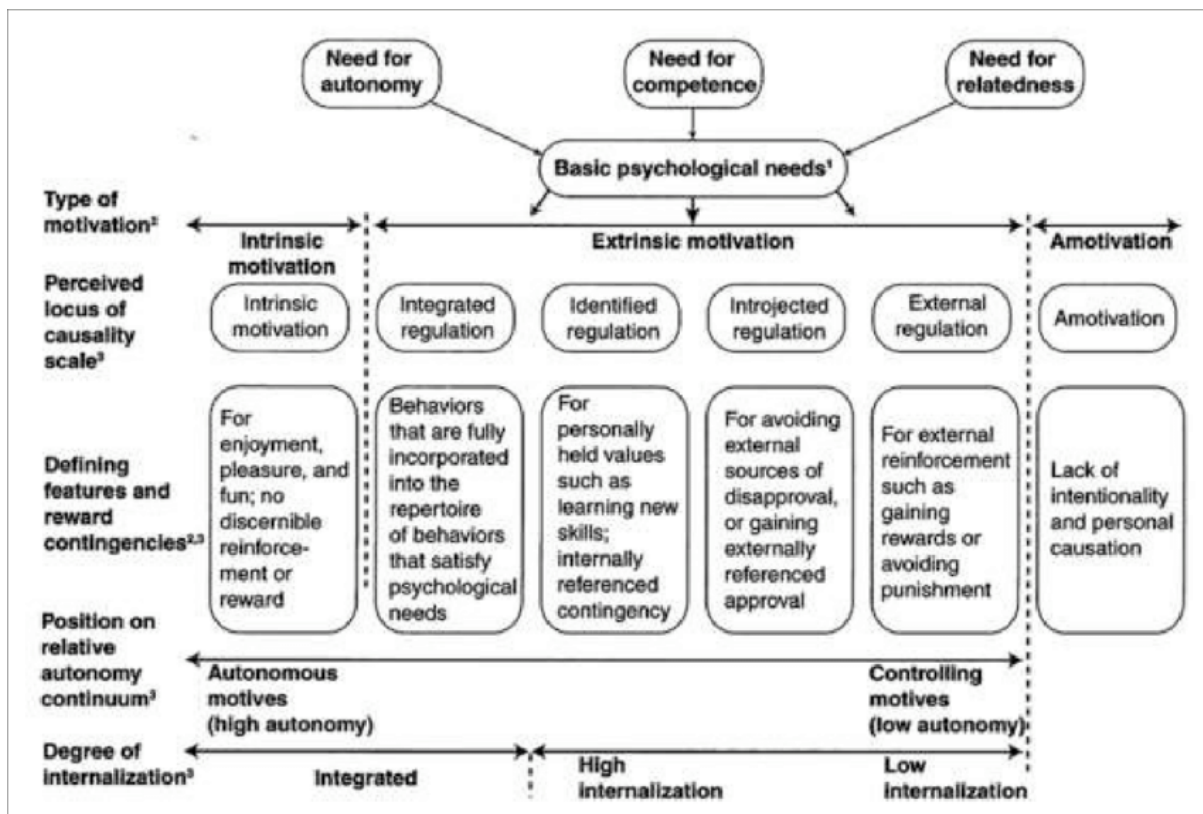 Need for
autonomy
Need for
competence
Need for
relatedness
Basic psychological needs¹
Type of
motivation²
Intrinsic
motivation
Extrinsic motivation
Amotivation
Perceived
locus of
causality
scale³
Intrinsic
motivation
Integrated
regulation
Identified
regulation
Introjected
regulation
External
regulation
Amotivation
Defining
features and
reward
contingencies²,³
For
enjoyment,
pleasure, and
fun; no
discernible
reinforce-
ment or
reward
Behaviors
that are fully
incorporated
into the
repertoire
of behaviors
that satisfy
psychological
needs
For
personally
held values
such as
learning new
skills;
internally
referenced
contingency
For avoiding
external
sources of
disapproval,
or gaining
externally
referenced
approval
For external
reinforcement
such as
gaining
rewards or
avoiding
punishment
Lack of
intentionality
and personal
causation
Position on
relative
autonomy
continuum³
Autonomous
motives
(high autonomy)
Controlling
motives
(low autonomy)
Degree of
internalization³
Integrated
High
internalization
Low
internalization